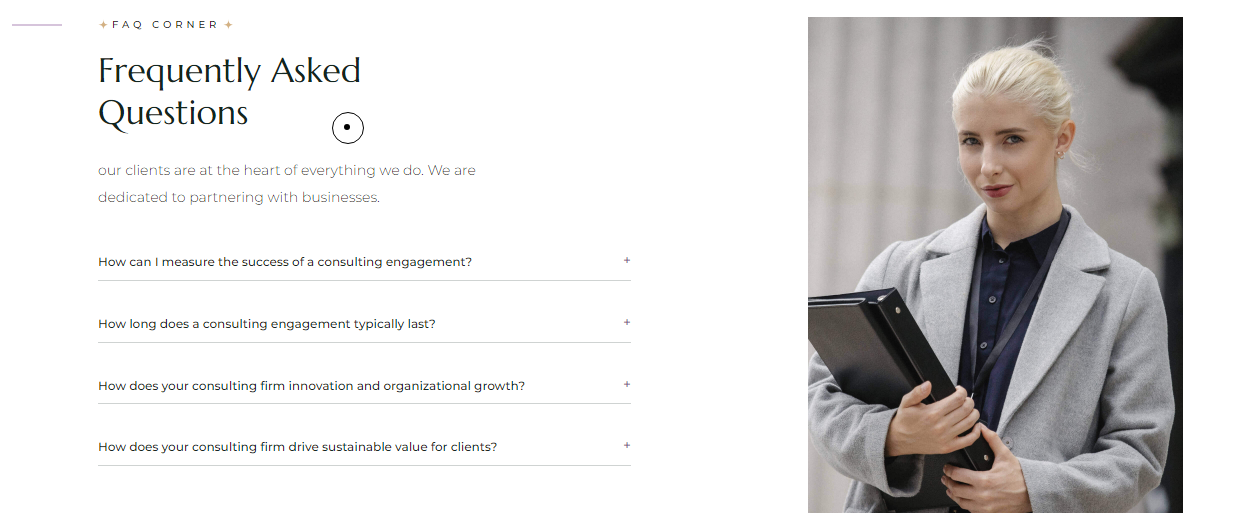 FAQ CORNER
Frequently Asked
Questions
our clients are at the heart of everything we do. We are
dedicated to partnering with businesses.
How can I measure the success of a consulting engagement? +
How long does a consulting engagement typically last? +
How does your consulting firm innovation and organizational growth? +
How does your consulting firm drive sustainable value for clients? +